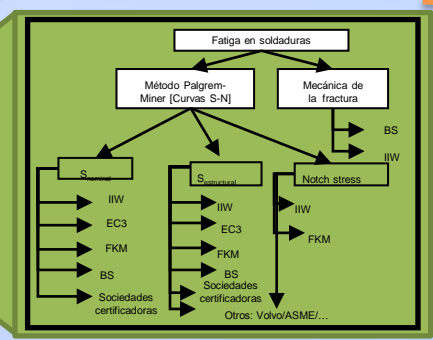 Fatiga en soldaduras
Método Palgrem-
Miner [Curvas S-N]
Mecánica de
la fractura
BS
IIW
Snominal
IIW
EC3
FKM
BS
Sociedades
certificadoras
Sestructural
IIW
EC3
FKM
BS
Sociedades
certificadoras
Notch stress
IIW
FKM
Otros: Volvo/ASME/…